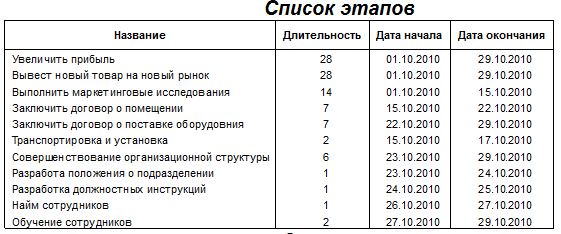 Список этапов
Название Длительность Дата начала Дата окончания
Увеличить прибыль 28 01.10.2010 29.10.2010
Вывест новый товар на новый рынок 28 01.10.2010 29.10.2010
Выполнить маркетинговые исследования 14 01.10.2010 15.10.2010
Заключить договор о помещении 7 15.10.2010 22.10.2010
Заключить договор о поставке оборудовния 7 22.10.2010 29.10.2010
Транспортировка и установка 2 15.10.2010 17.10.2010
Совершенствование организационной структуры 6 23.10.2010 29.10.2010
Разработа положения о подразделении 1 23.10.2010 24.10.2010
Разработка должностных инструкций 1 24.10.2010 25.10.2010
Найм сотрудников 1 26.10.2010 27.10.2010
Обучение сотрудников 2 27.10.2010 29.10.2010